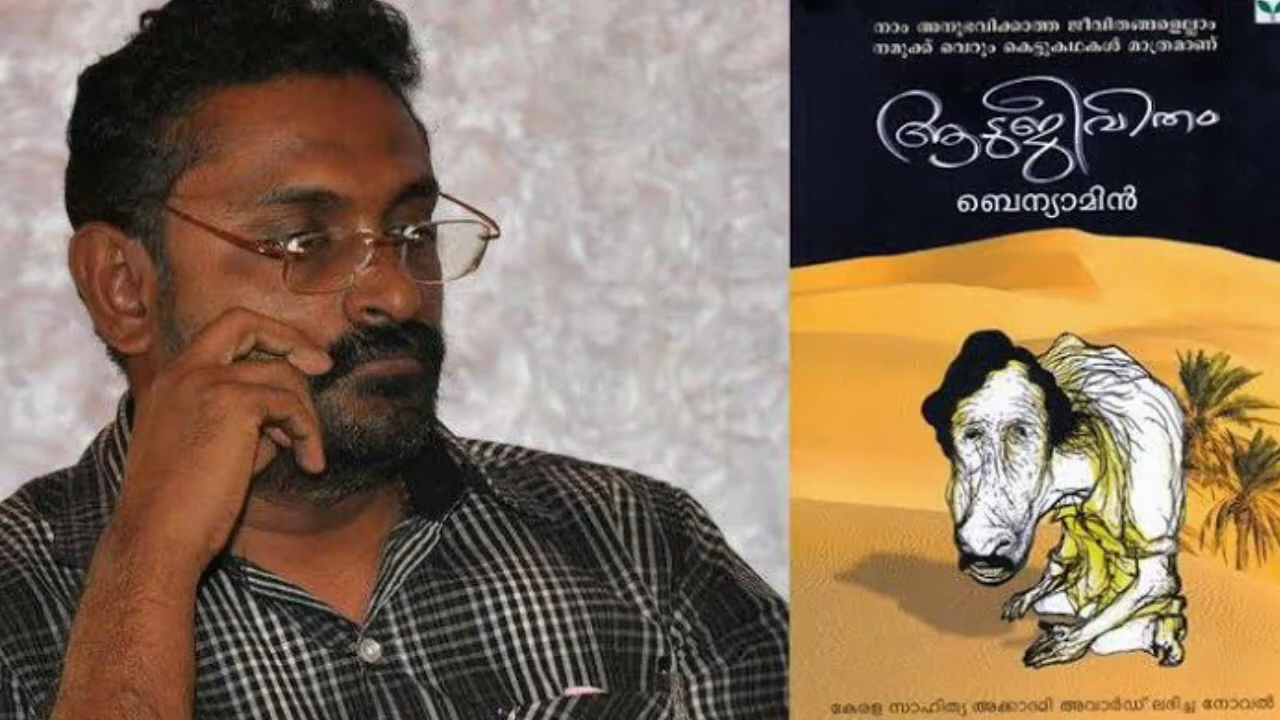 നാം അനുഭവിക്കാത്ത ജീവിതങ്ങളെല്ലാം
നമുക്ക് വെറും കെട്ടുകഥകൾ മാത്രമാണ്
ആടുജീവിതം
ബെന്യാമിൻ
കേരള സാഹിത്യ അക്കാദമി അവാർഡ് ലഭിച്ച നോവൽ